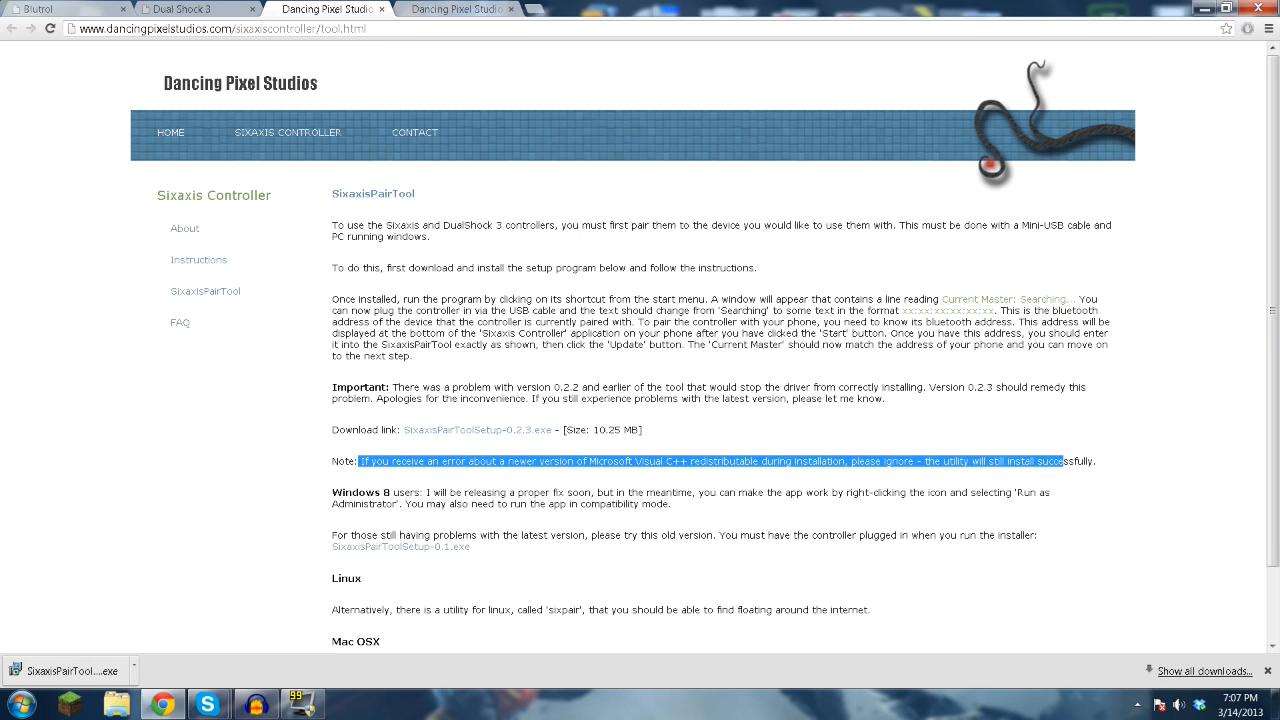 Blutrol
Dual Shock 3
Dancing Pixel Studio
Dancing Pixel Studio
www.dancingpixelstudios.com/sixaxiscontroller/tool.html
Dancing Pixel Studios
HOME SIXAXIS CONTROLLER CONTACT
Sixaxis Controller
About
Instructions
SixaxisPairTool
FAQ
SixaxisPairTool
To use the Sixaxis and DualShock 3 controllers, you must first pair them to the device you would like to use them with. This must be done with a Mini-USB cable and
PC running windows.
To do this, first download and install the setup program below and follow the instructions.
Once installed, run the program by clicking on its shortcut from the start menu. A window will appear that contains a line reading Current Master: Searching... You
can now plug the controller in via the USB cable and the text should change from 'Searching' to some text in the format xx:xx:xx:xx:xx:xx. This is the bluetooth
address of the device that the controller is currently paired with. To pair the controller with your phone, you need to know its bluetooth address. This address will be
displayed at the bottom of the 'Sixaxis Controller' application on your phone after you have clicked the 'Start' button. Once you have this address, you should enter
it into the SixaxisPairTool exactly as shown, then click the 'Update' button. The 'Current Master' should now match the address of your phone and you can move on
to the next step.
Important: There was a problem with version 0.2.2 and earlier of the tool that would stop the driver from correctly installing. Version 0.2.3 should remedy this
problem. Apologies for the inconvenience. If you still experience problems with the latest version, please let me know.
Download link: SixaxisPairToolSetup-0.2.3.exe - [Size: 10.25 MB]
Note: If you receive an error about a newer version of Microsoft Visual C++ redistributable during installation, please ignore - the utility will still install successfully.
Windows 8 users: I will be releasing a proper fix soon, but in the meantime, you can make the app work by right-clicking the icon and selecting 'Run as
Administrator'. You may also need to run the app in compatibility mode.
For those still having problems with the latest version, please try this old version. You must have the controller plugged in when you run the installer:
SixaxisPairToolSetup-0.1.exe
Linux
Alternatively, there is a utility for linux, called 'sixpair', that you should be able to find floating around the internet.
Mac OSX
SixaxisPairTool....exe
Show all downloads...
99
7:07 PM
3/14/2013